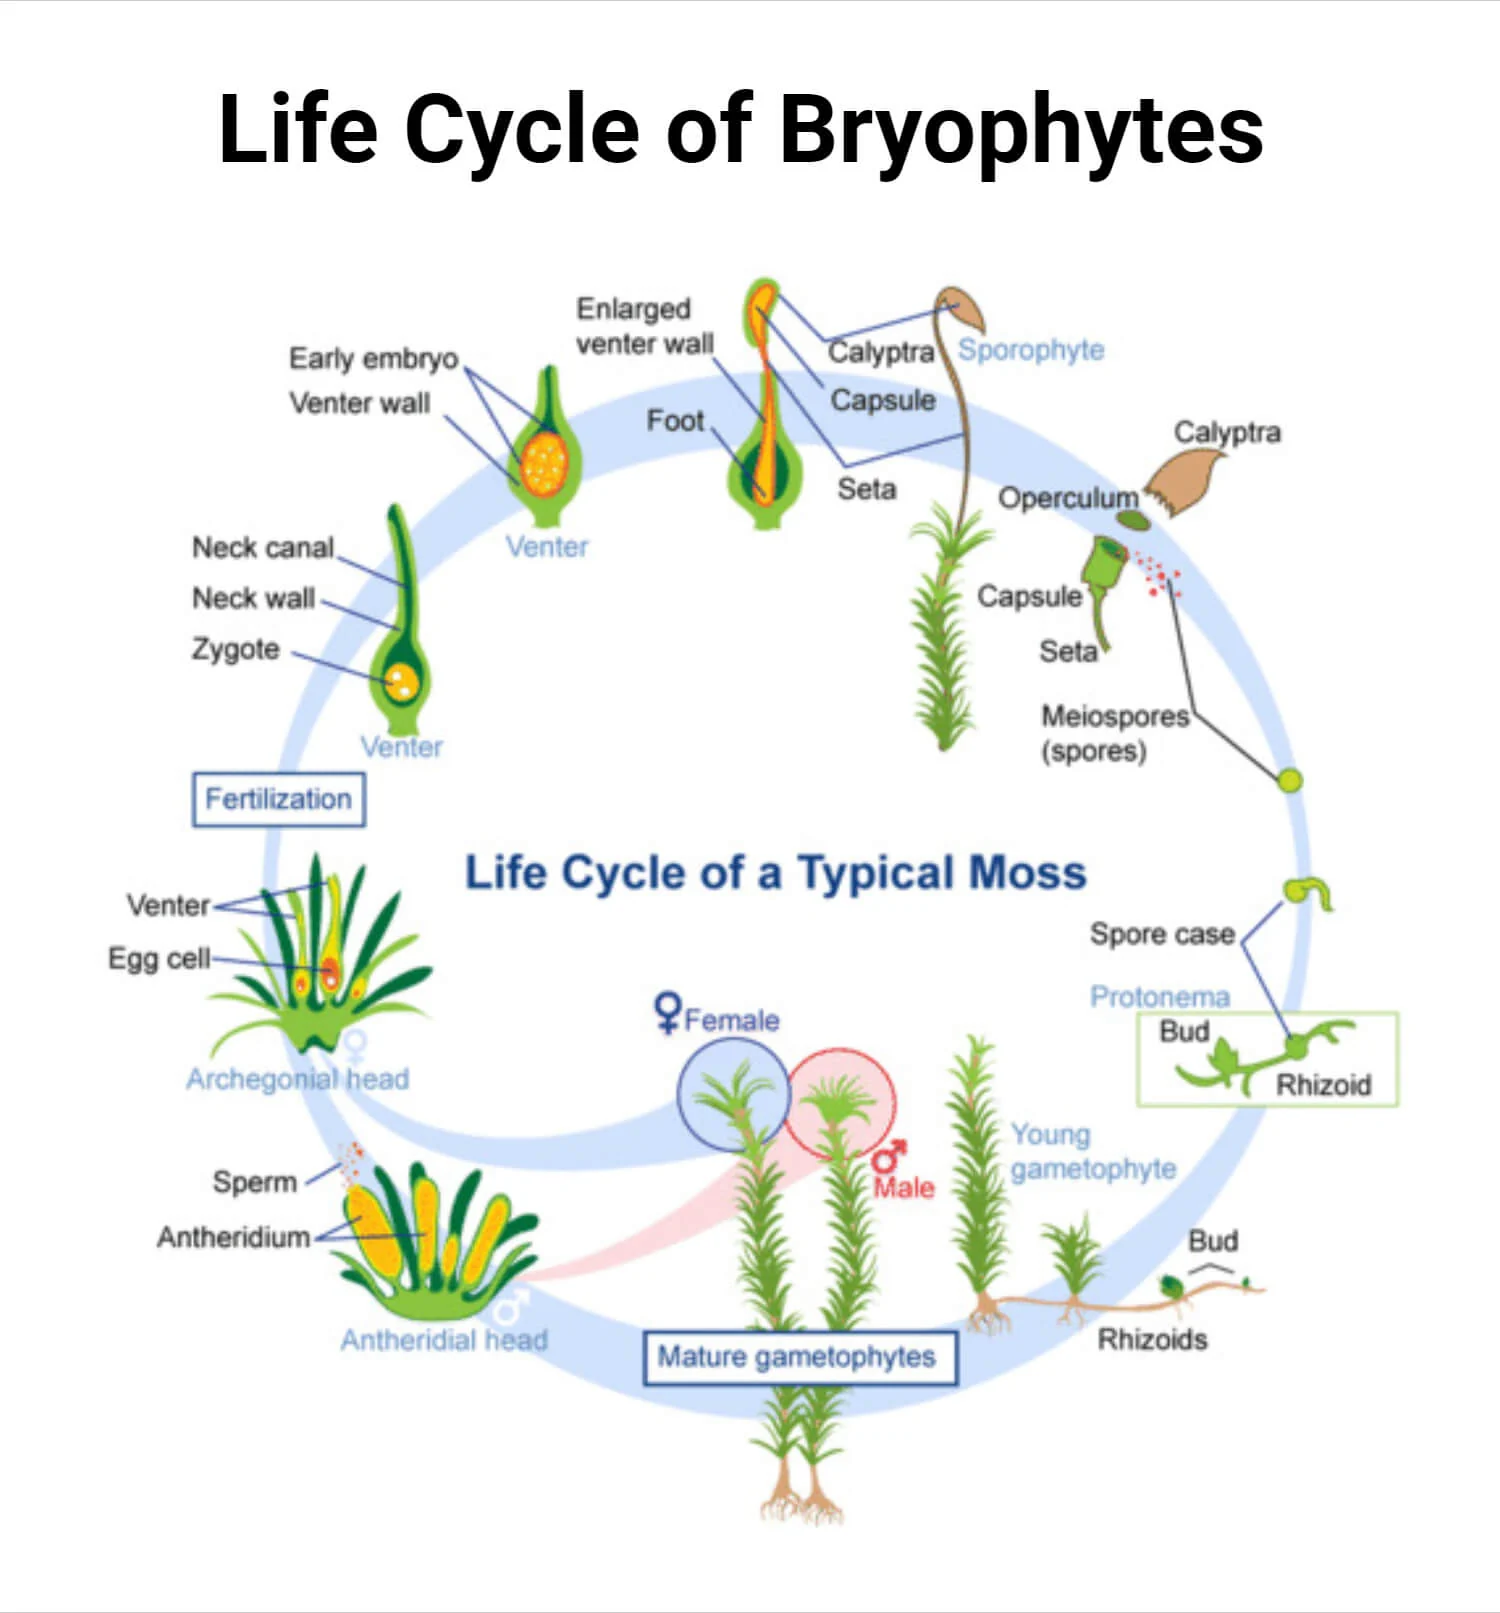 Life Cycle of Bryophytes
Enlarged
venter wall
Early embryo
Venter wall
Foot
Calyptra
Sporophyte
Capsule
Seta
Venter
Calyptra
Operculum
Capsule
Seta
Meiospores
(spores)
Neck canal
Neck wall
Zygote
Venter
Fertilization
Life Cycle of a Typical Moss
Venter
Egg cell
♀
Archegonial head
Spore case
Protonema
Bud
Rhizoid
♀Female
♂
Male
Young
gametophyte
Bud
Rhizoids
Sperm
Antheridium
♂
Antheridial head
Mature gametophytes